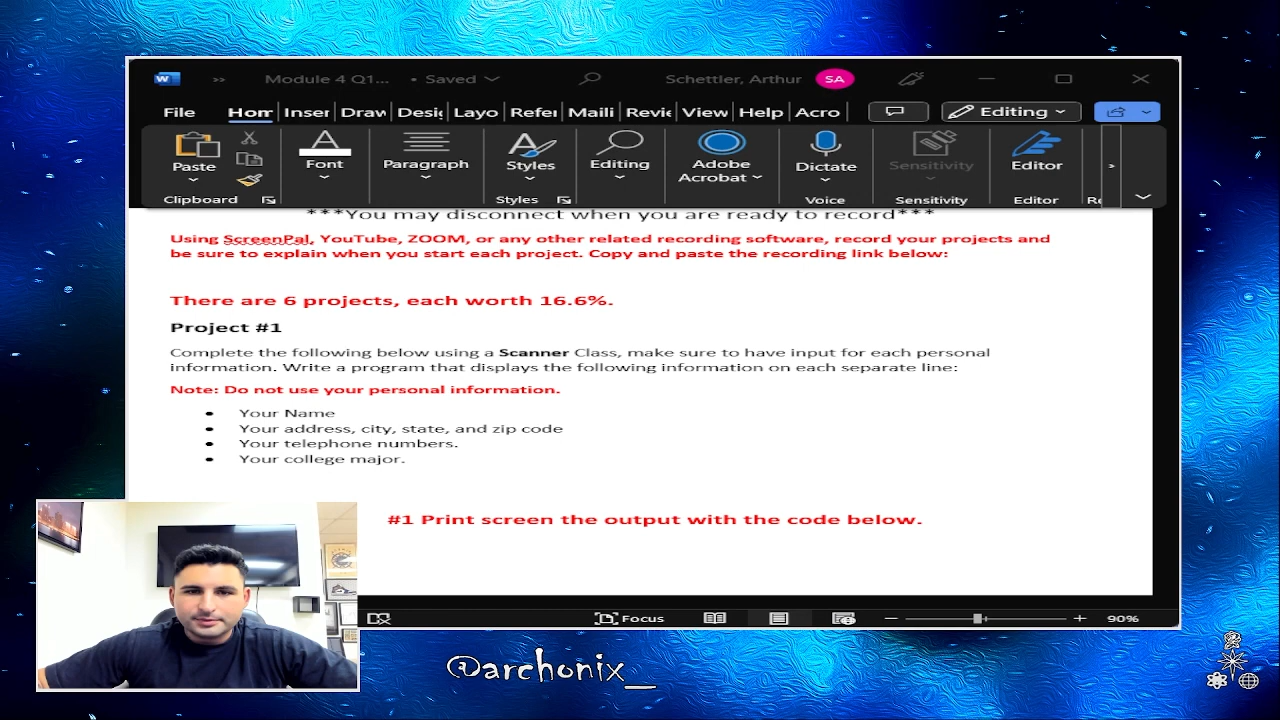 Module 4 Q1... • Saved
Schettler, Arthur SA
File Hom Inser Draw Desig Layo Refer Maili Revie View Help Acro Editing
Paste Font Paragraph Styles Editing Adobe Acrobat Dictate Sensitivity Editor
Clipboard Styles Voice Sensitivity Editor
***You may disconnect when you are ready to record***
Using ScreenPal, YouTube, ZOOM, or any other related recording software, record your projects and
be sure to explain when you start each project. Copy and paste the recording link below:
There are 6 projects, each worth 16.6%.
Project #1
Complete the following below using a Scanner Class, make sure to have input for each personal
information. Write a program that displays the following information on each separate line:
Note: Do not use your personal information.
• Your Name
• Your address, city, state, and zip code
• Your telephone numbers.
• Your college major.
#1 Print screen the output with the code below.
Focus 90%
@archonix_